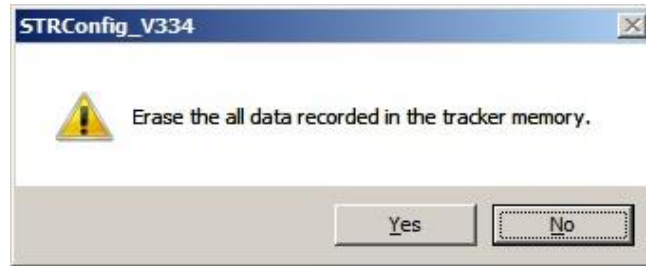 STRConfig_V334
Erase the all data recorded in the tracker memory.
Yes No